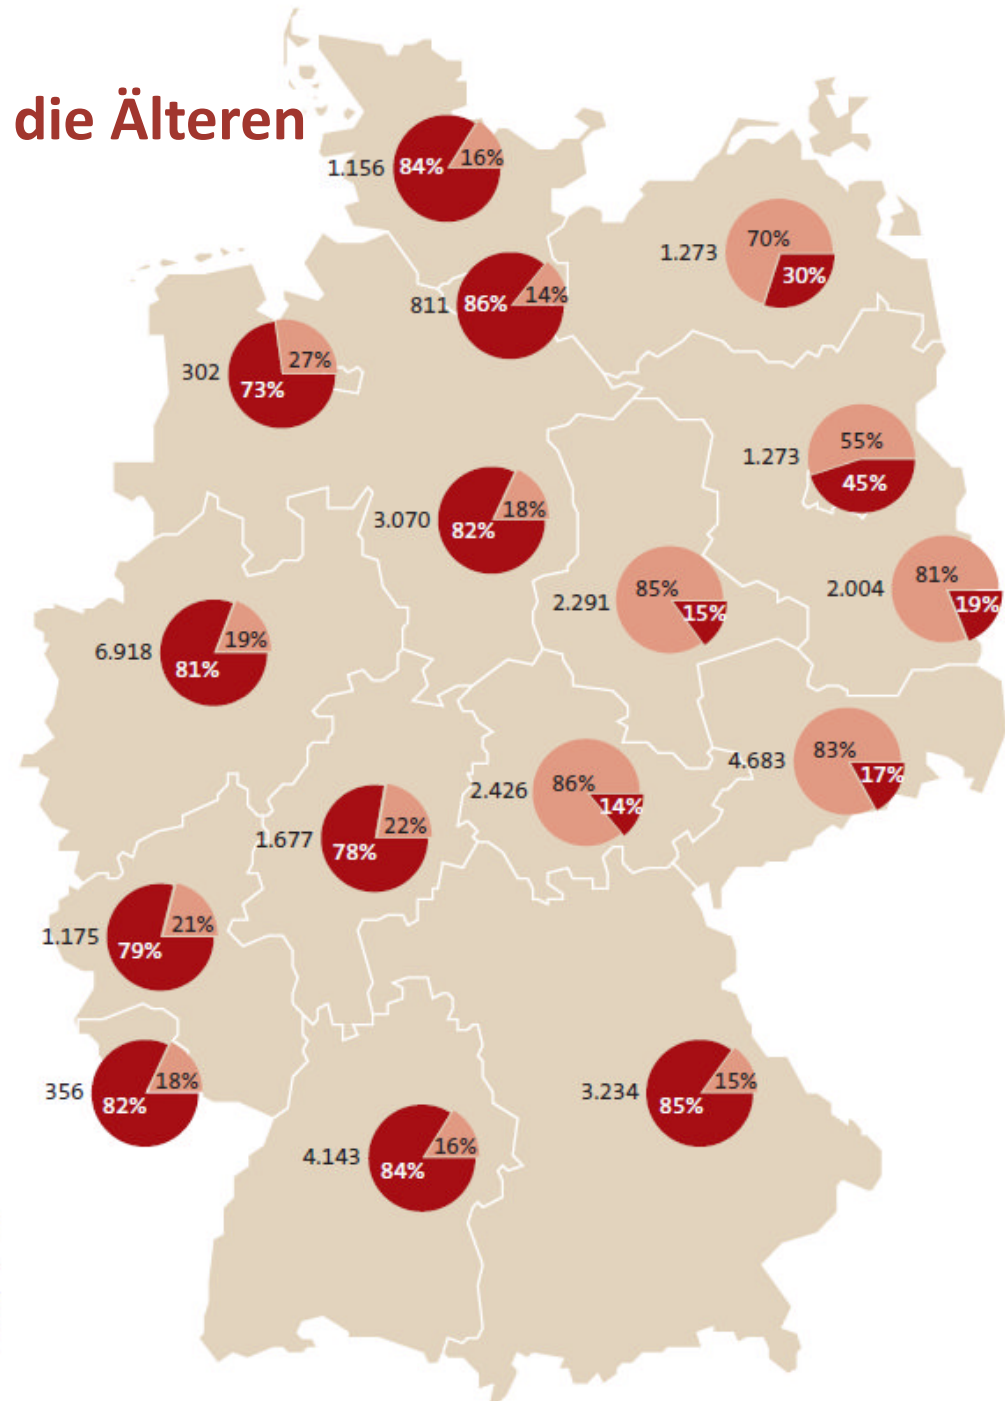 die Älteren
1.156 84% 16%
1.273 70% 30%
811 86% 14%
302 73% 27%
1.273 55% 45%
3.070 82% 18%
2.291 85% 15%
2.004 81% 19%
6.918 81% 19%
4.683 83% 17%
2.426 86% 14%
1.677 78% 22%
1.175 79% 21%
356 82% 18%
3.234 85% 15%
4.143 84% 16%